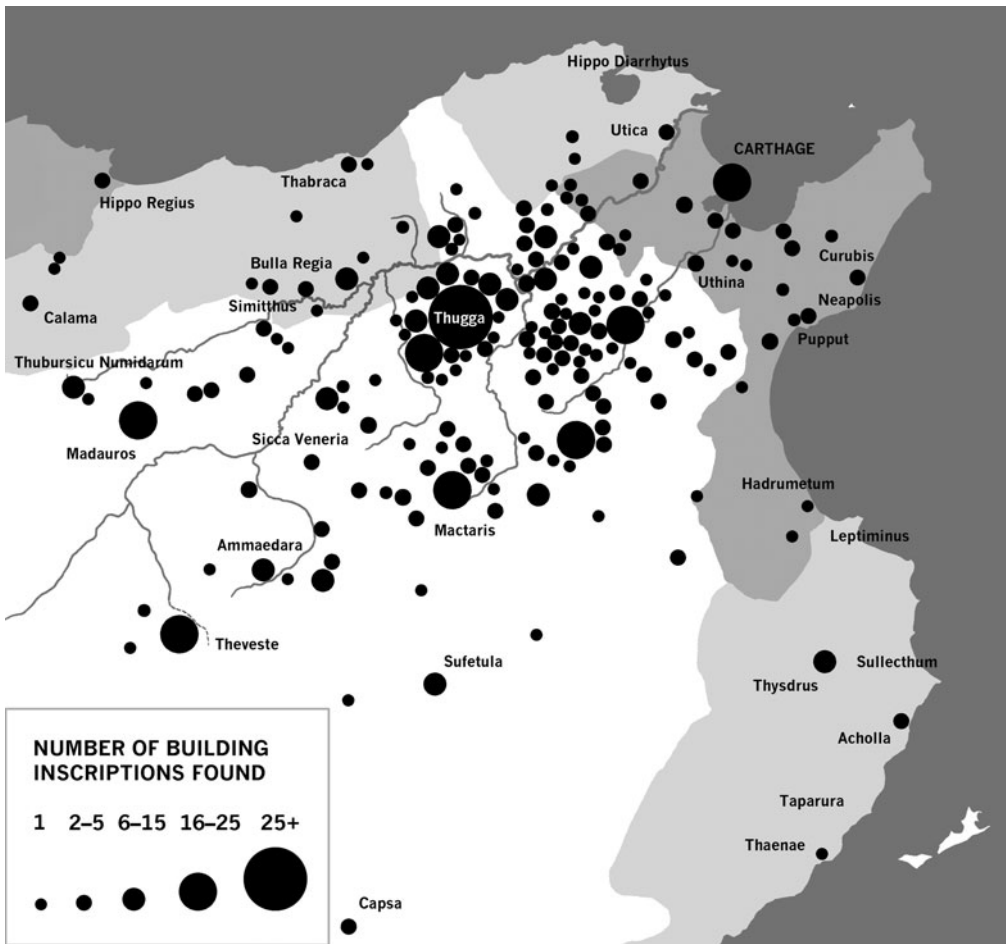 Hippo Diarrhytus
Utica
CARTHAGE
Thabraca
Hippo Regius
Bulla Regia
Curubis
Uthina
Simitthus
Neapolis
Calama
Thugga
Pupput
Thubursicu Numidarum
Madauros
Sicca Veneria
Hadrumetum
Mactaris
Leptiminus
Ammaedara
Theveste
Sufetula
Sullecthum
Thysdrus
Acholla
NUMBER OF BUILDING
INSCRIPTIONS FOUND
1 2–5 6–15 16–25 25+
Taparura
Thaenae
Capsa